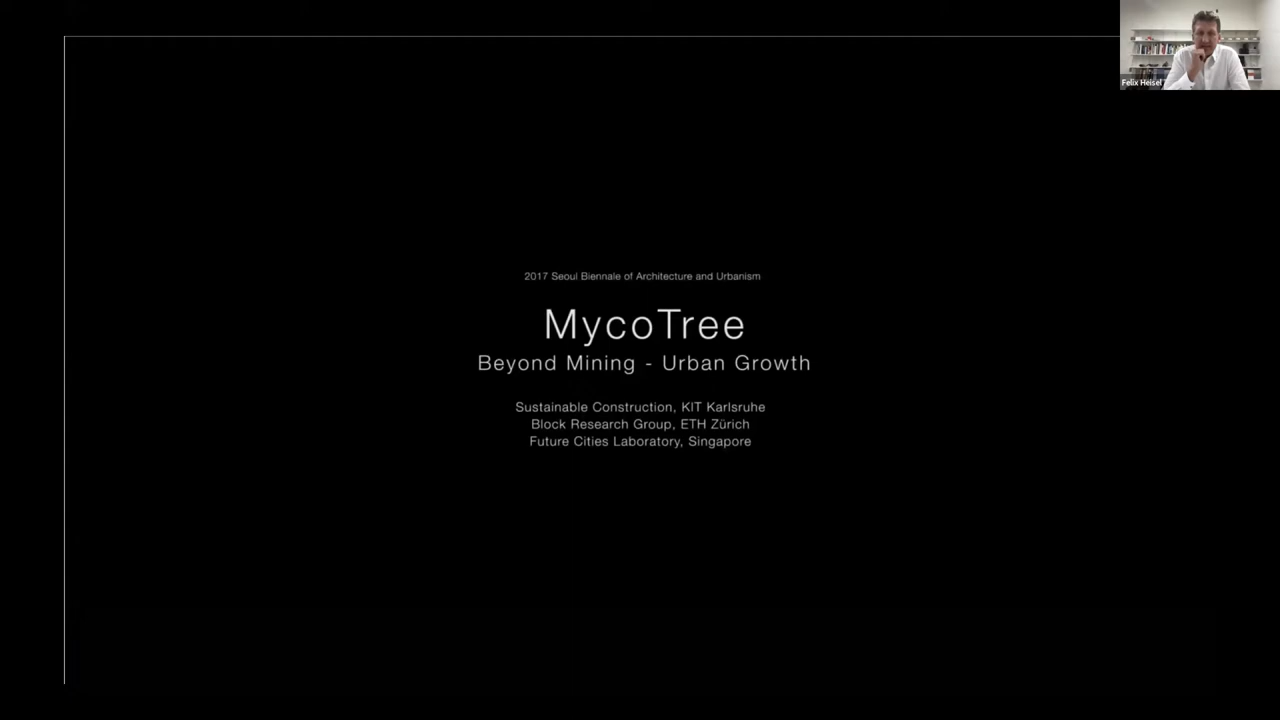 Felix Heisel
2017 Seoul Biennale of Architecture and Urbanism
MycoTree
Beyond Mining - Urban Growth
Sustainable Construction, KIT Karlsruhe
Block Research Group, ETH Zürich
Future Cities Laboratory, Singapore